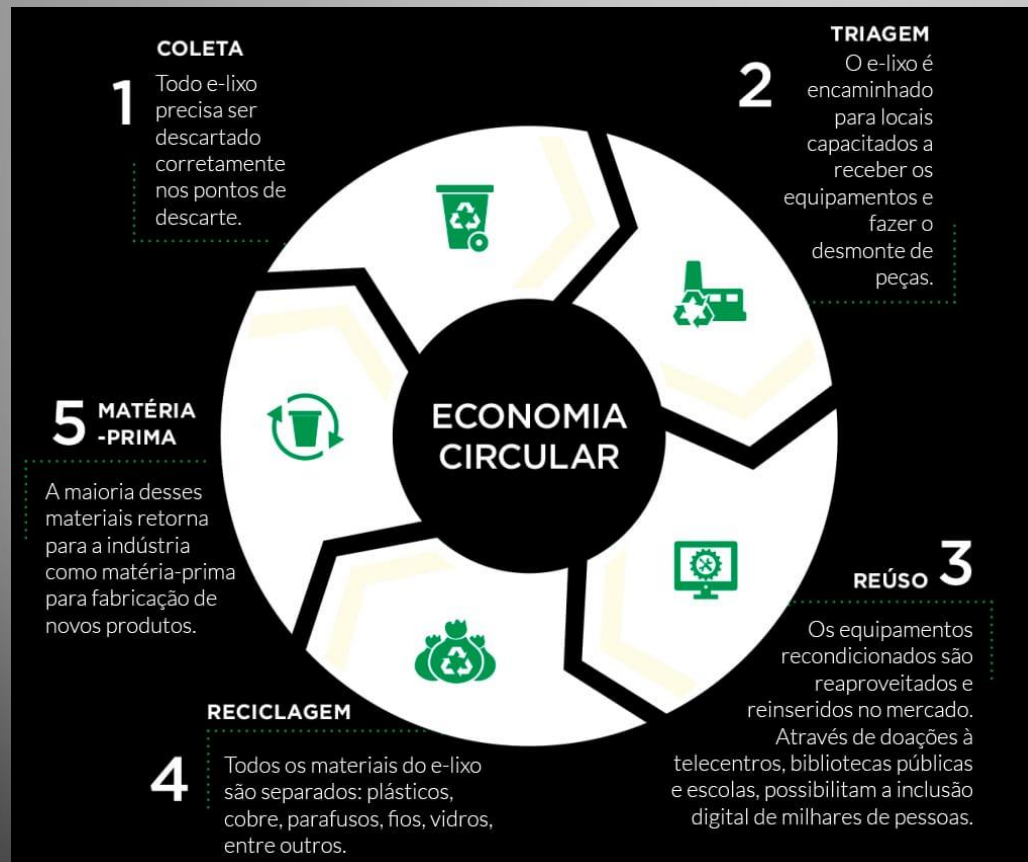 COLETA
1
Todo e-lixo
precisa ser
descartado
corretamente
nos pontos de
descarte.
TRIAGEM
2
O e-lixo é
encaminhado
para locais
capacitados a
receber os
equipamentos e
fazer o
desmonte de
peças.
ECONOMIA
CIRCULAR
REÚSO 3
Os equipamentos
recondicionados são
reaproveitados e
reinseridos no mercado.
Através de doações à
telecentros, bibliotecas públicas
e escolas, possibilitam a inclusão
digital de milhares de pessoas.
RECICLAGEM
4
Todos os materiais do e-lixo
são separados: plásticos,
cobre, parafusos, fios, vidros,
entre outros.
5
MATÉRIA
-PRIMA
A maioria desses
materiais retorna
para a indústria
como matéria-prima
para fabricação de
novos produtos.